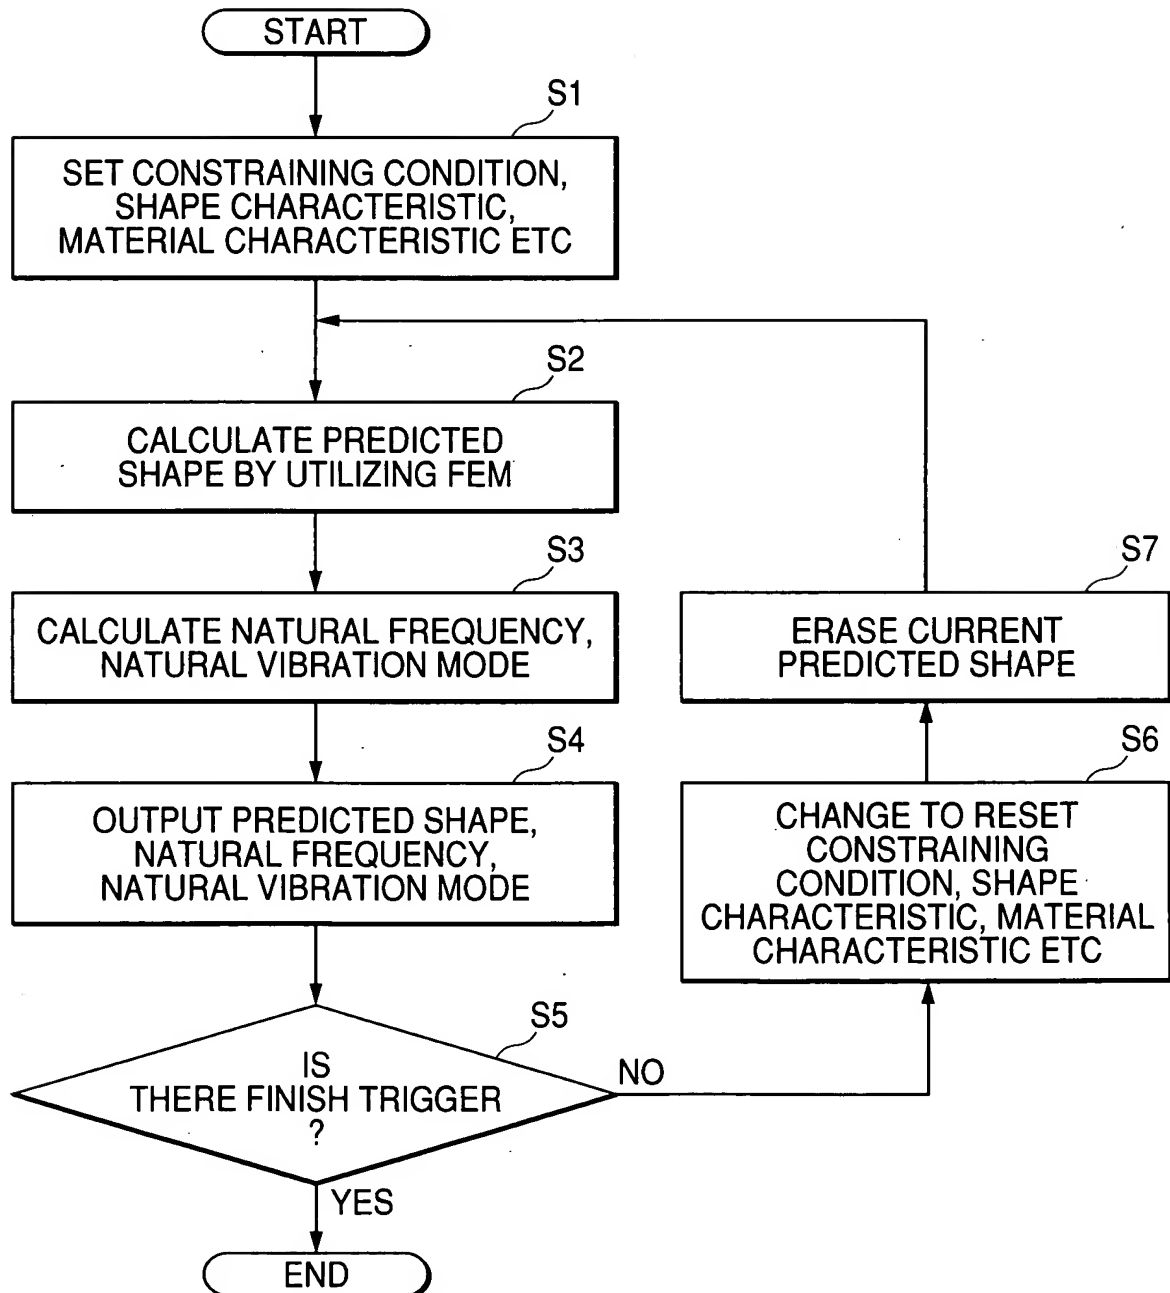 START
S1
SET CONSTRAINING CONDITION,
SHAPE CHARACTERISTIC,
MATERIAL CHARACTERISTIC ETC
S2
CALCULATE PREDICTED
SHAPE BY UTILIZING FEM
S3
CALCULATE NATURAL FREQUENCY,
NATURAL VIBRATION MODE
S4
OUTPUT PREDICTED SHAPE,
NATURAL FREQUENCY,
NATURAL VIBRATION MODE
S5
IS
THERE FINISH TRIGGER
?
NO
YES
END
S7
ERASE CURRENT
PREDICTED SHAPE
S6
CHANGE TO RESET
CONSTRAINING
CONDITION, SHAPE
CHARACTERISTIC, MATERIAL
CHARACTERISTIC ETC